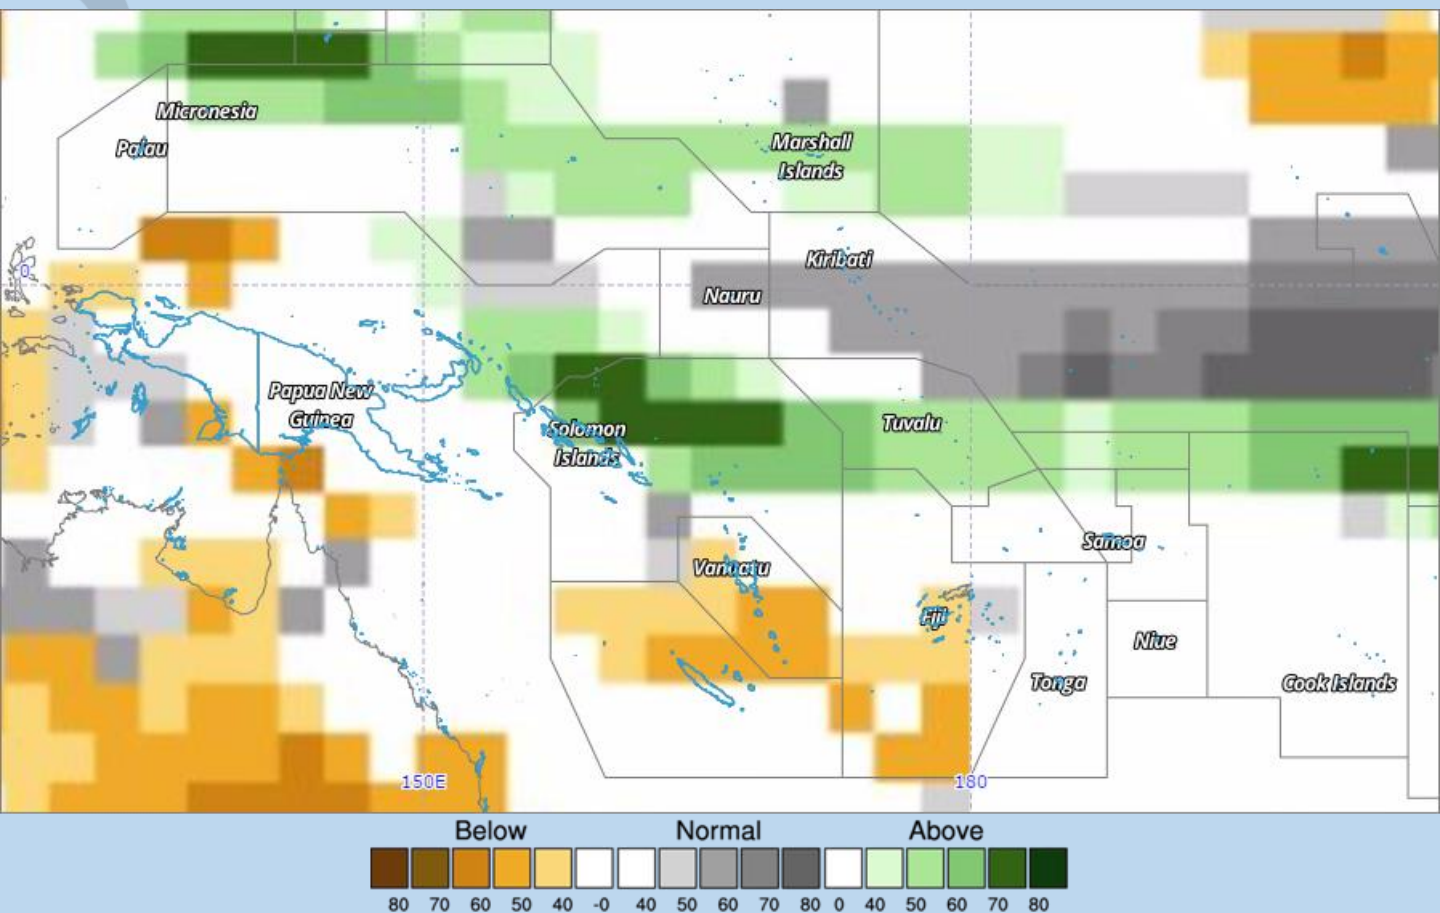 Micronesia
Palau
Marshall
Islands
Kiribati
0
Nauru
Papua New
Guinea
Solomon
Islands
Tuvalu
Samoa
Vanuatu
Fiji
Niue
Tonga
Cook Islands
150E
180
Below
Normal
Above
80 70 60 50 40 -0 40 50 60 70 80 0 40 50 60 70 80